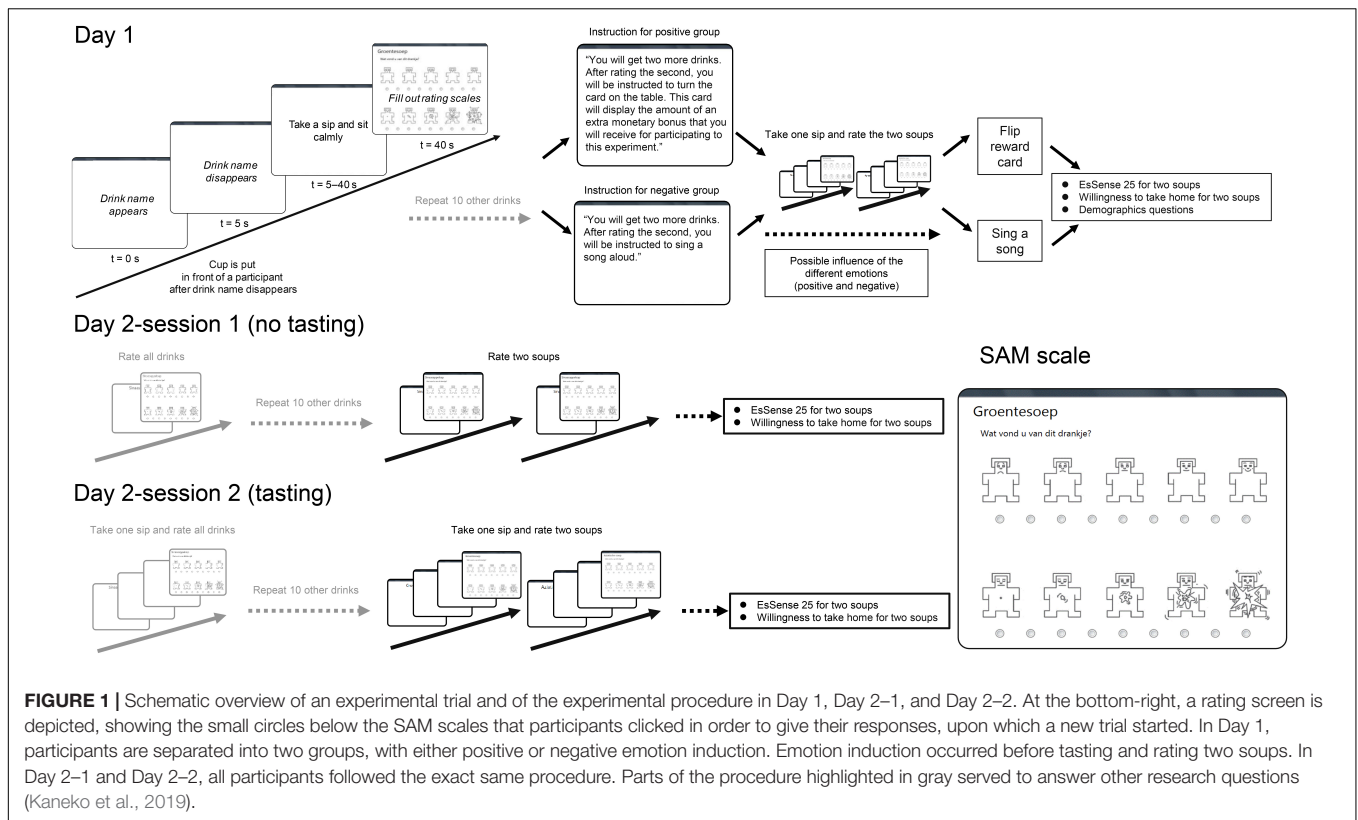 Day 1
Drink name
appears
t = 0 s
Drink name
disappears
t = 5 s
Take a sip and sit
calmly
t = 5–40 s
Groentesoep
Wat vond u van dit drankje?
Fill out rating scales
t = 40 s
Cup is put
in front of a participant
after drink name disappears
Repeat 10 other drinks
Instruction for positive group
“You will get two more drinks.
After rating the second, you
will be instructed to turn the
card on the table. This card
will display the amount of an
extra monetary bonus that you
will receive for participating to
this experiment.”
Instruction for negative group
“You will get two more drinks.
After rating the second, you
will be instructed to sing a
song aloud.”
Take one sip and rate the two soups
Possible influence of the
different emotions
(positive and negative)
Flip
reward
card
Sing a
song
● EsSense 25 for two soups
● Willingness to take home for two soups
● Demographics questions
Day 2-session 1 (no tasting)
Rate all drinks
Repeat 10 other drinks
Rate two soups
● EsSense 25 for two soups
● Willingness to take home for two soups
Day 2-session 2 (tasting)
Take one sip and rate all drinks
Repeat 10 other drinks
Take one sip and rate two soups
● EsSense 25 for two soups
● Willingness to take home for two soups
SAM scale
Groentesoep
Wat vond u van dit drankje?
FIGURE 1 | Schematic overview of an experimental trial and of the experimental procedure in Day 1, Day 2–1, and Day 2–2. At the bottom-right, a rating screen is
depicted, showing the small circles below the SAM scales that participants clicked in order to give their responses, upon which a new trial started. In Day 1,
participants are separated into two groups, with either positive or negative emotion induction. Emotion induction occurred before tasting and rating two soups. In
Day 2–1 and Day 2–2, all participants followed the exact same procedure. Parts of the procedure highlighted in gray served to answer other research questions
(Kaneko et al., 2019).